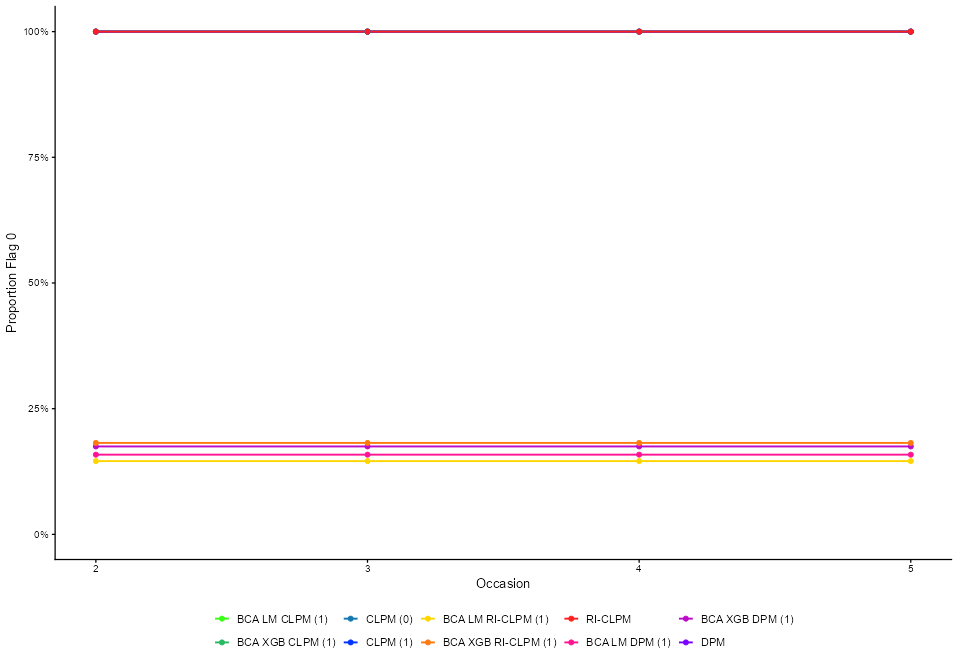 100%
75%
50%
25%
0%
Proportion Flag 0
2 3 4 5
Occasion
BCA LM CLPM (1) CLPM (0) BCA LM RI-CLPM (1) RI-CLPM BCA XGB DPM (1)
BCA XGB CLPM (1) CLPM (1) BCA XGB RI-CLPM (1) BCA LM DPM (1) DPM